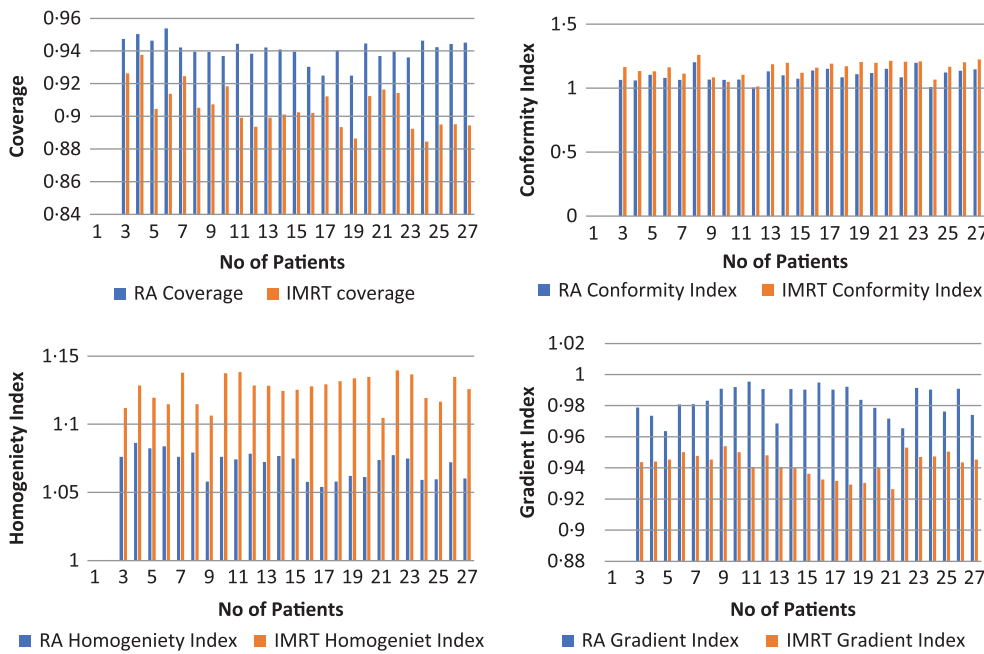 0·96
0·94
0·92
0·9
0·88
0·86
0·84
Coverage
1 3 5 7 9 11 13 15 17 19 21 23 25 27
No of Patients
RA Coverage IMRT coverage
1·5
1
0·5
0
Conformity Index
1 3 5 7 9 11 13 15 17 19 21 23 25 27
No of Patients
RA Conformity Index IMRT Conformity Index
1·15
1·1
1·05
1
Homogeniety Index
1 3 5 7 9 11 13 15 17 19 21 23 25 27
No of Patients
RA Homogeniety Index IMRT Homogeniet Index
1·02
1
0·98
0·96
0·94
0·92
0·9
0·88
Gradient Index
1 3 5 7 9 11 13 15 17 19 21 23 25 27
No of Patients
RA Gradient Index IMRT Gradient Index